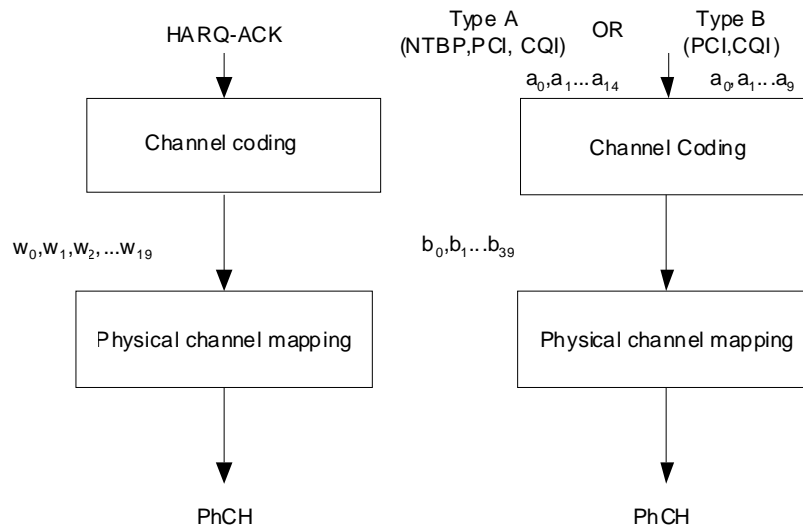 HARQ-ACK
Channel coding
w0,w1,w2,...w19
Physical channel mapping
PhCH
Type A
(NTBP,PCI, CQI)
OR
Type B
(PCI,CQI)
a0,a1...a14
a0,a1...a9
Channel Coding
b0,b1...b39
Physical channel mapping
PhCH